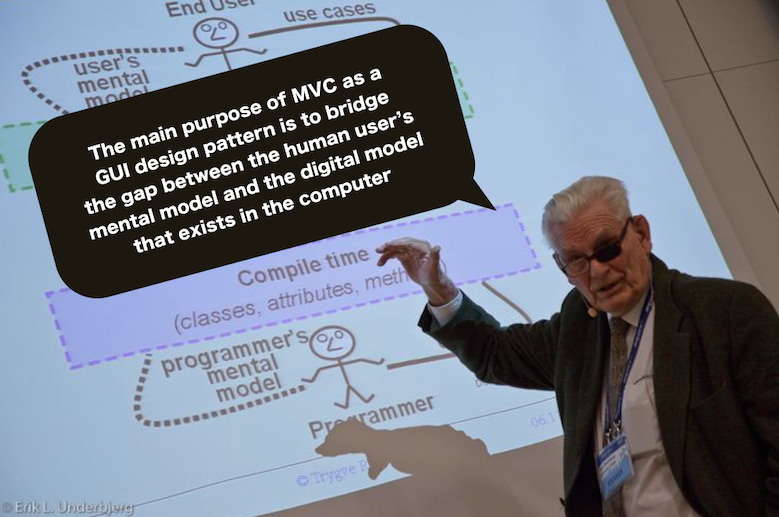 End User
use cases
user's
mental
model
The main purpose of MVC as a
GUI design pattern is to bridge
the gap between the human user’s
mental model and the digital model
that exists in the computer
Compile time
(classes, attributes,
programmer's
mental
model
Programmer
© Trygve
© Erik L. Underbjerg